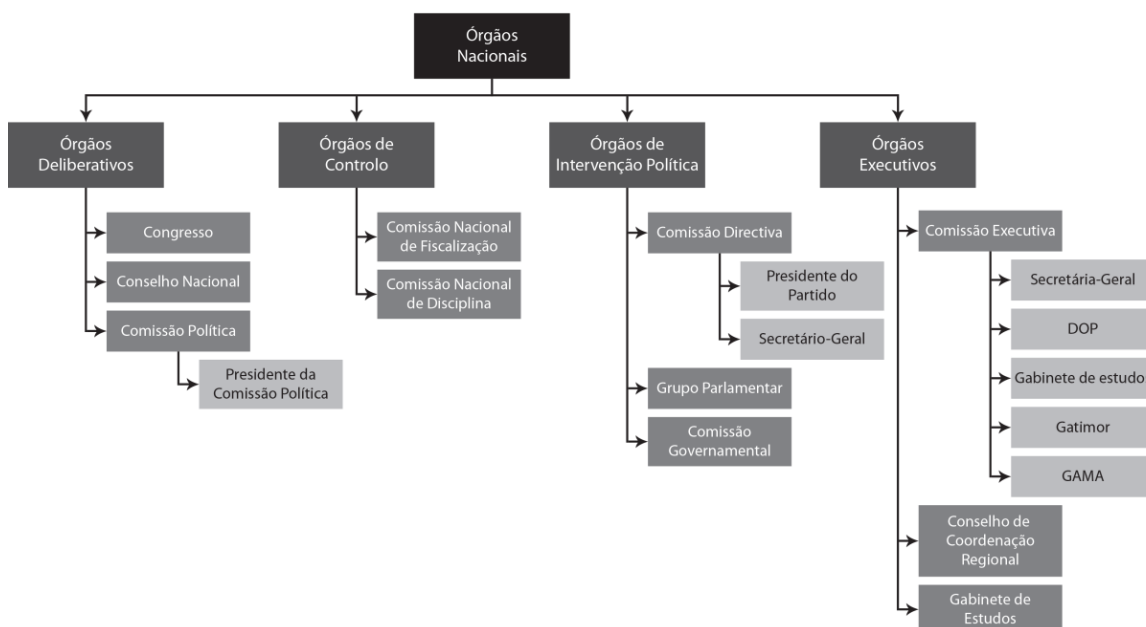 Órgãos
Nacionais
Órgãos
Deliberativos
Congresso
Conselho Nacional
Comissão Política
Presidente da
Comissão Política
Órgãos de
Controlo
Comissão Nacional
de Fiscalização
Comissão Nacional
de Disciplina
Órgãos de
Intervenção Política
Comissão Directiva
Presidente do
Partido
Secretário-Geral
Grupo Parlamentar
Comissão
Governamental
Órgãos
Executivos
Comissão Executiva
Secretária-Geral
DOP
Gabinete de estudo
Gatimor
GAMA
Conselho de
Coordenação
Regional
Gabinete de
Estudos